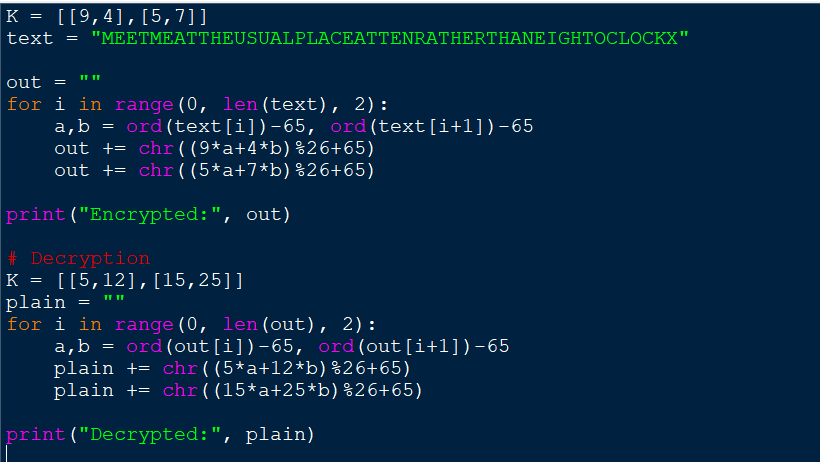 K = [[9,4],[5,7]]
text = "MEETMEATTHEUSUALPLACEATTENRATHERTHANEIGHTOCLOCKX"

out = ""
for i in range(0, len(text), 2):
    a,b = ord(text[i])-65, ord(text[i+1])-65
    out += chr((9*a+4*b)%26+65)
    out += chr((5*a+7*b)%26+65)

print("Encrypted:", out)

# Decryption
K = [[5,12],[15,25]]
plain = ""
for i in range(0, len(out), 2):
    a,b = ord(out[i])-65, ord(out[i+1])-65
    plain += chr((5*a+12*b)%26+65)
    plain += chr((15*a+25*b)%26+65)

print("Decrypted:", plain)